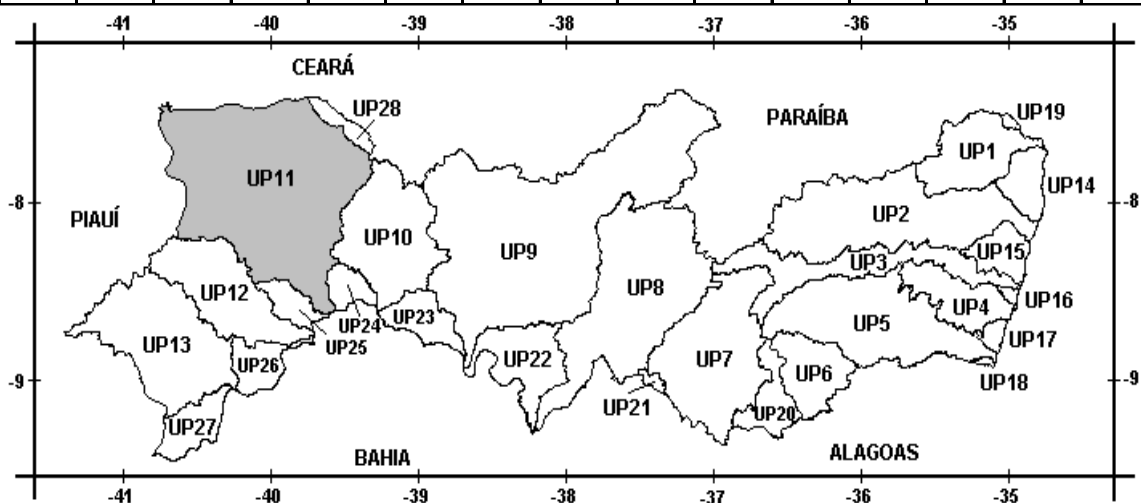 -41 -40 -39 -38 -37 -36 -35
CEARÁ
UP28
PARAÍBA
UP19
UP1
UP11
UP14
-8 -8
PIAUÍ
UP2
UP10
UP9
UP15
UP3
UP8
UP12
UP16
UP4
UP24
UP23
UP5
UP25
UP17
UP13
UP22
UP7
UP26
UP6
-9 -9
UP18
UP21
UP20
UP27
BAHIA
ALAGOAS
-41 -40 -39 -38 -37 -36 -35